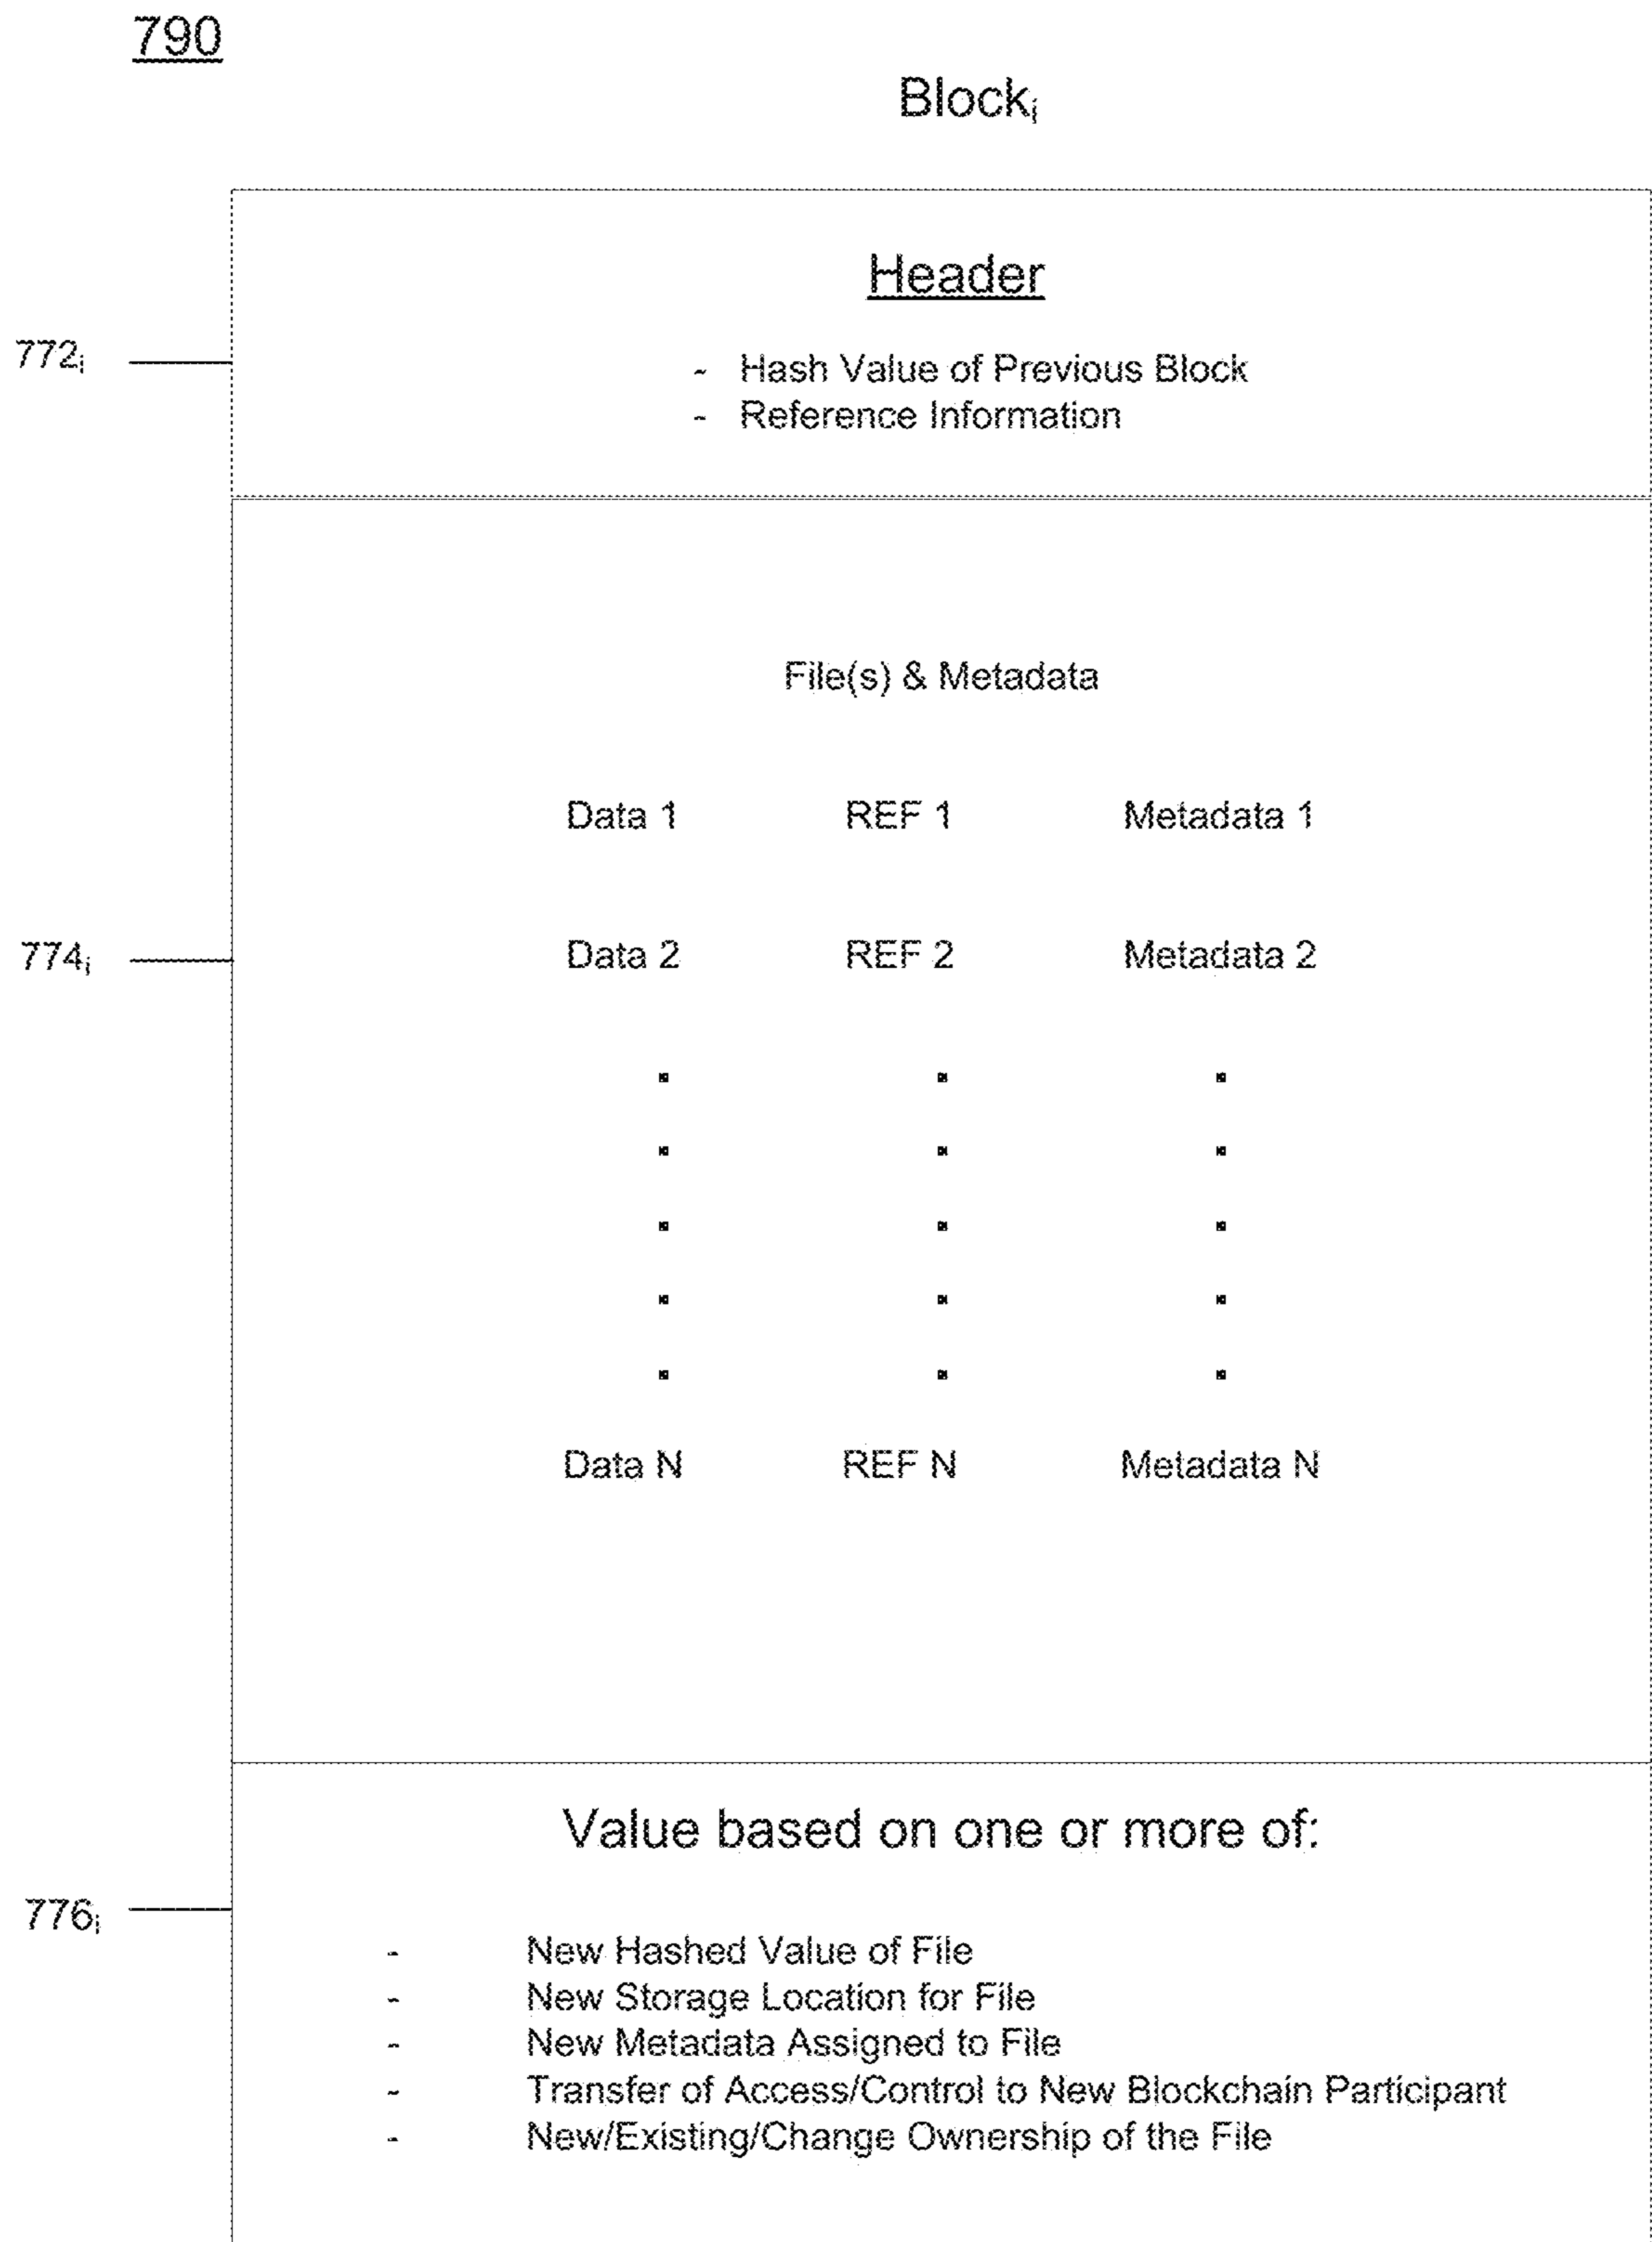 790
Blockᵢ
Header
772ᵢ
- Hash Value of Previous Block
- Reference Information
File(s) & Metadata
Data 1 REF 1 Metadata 1
774ᵢ
Data 2 REF 2 Metadata 2
Data N REF N Metadata N
Value based on one or more of:
776ᵢ
- New Hashed Value of File
- New Storage Location for File
- New Metadata Assigned to File
- Transfer of Access/Control to New Blockchain Participant
- New/Existing/Change Ownership of the File